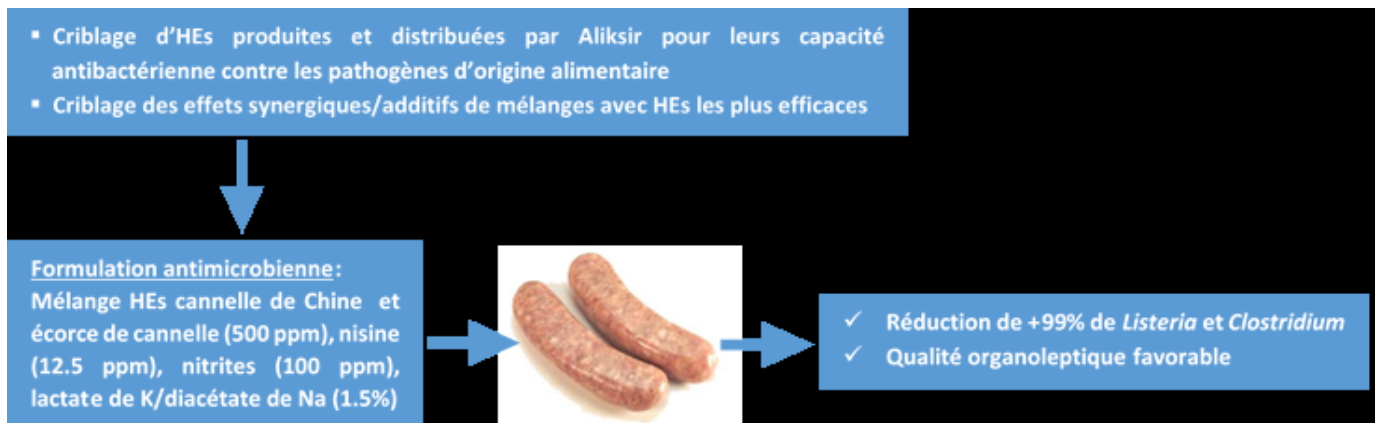 ▪ Criblage d’HEs produites et distribuées par Aliksir pour leurs capacité
antibactérienne contre les pathogènes d’origine alimentaire
▪ Criblage des effets synergiques/additifs de mélanges avec HEs les plus efficaces
Formulation antimicrobienne :
Mélange HEs cannelle de Chine et
écorce de cannelle (500 ppm), nisine
(12.5 ppm), nitrites (100 ppm),
lactate de K/diacétate de Na (1.5%)
✓ Réduction de +99% de Listeria et Clostridium
✓ Qualité organoleptique favorable